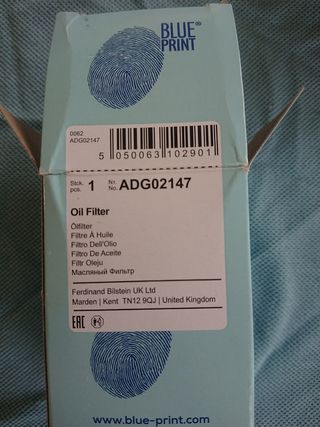 BLUE®
PRINT
0062
ADG02147
5 050063 102901
Stck. 1 Nr. ADG02147
pcs. No.
Oil Filter
Ölfilter
Filtre À Huile
Filtro Dell'Olio
Filtro De Aceite
Filtr Oleju
Масляный Фильтр
Ferdinand Bilstein UK Ltd
Marden | Kent TN12 9QJ | United Kingdom
EAC
www.blue-print.com